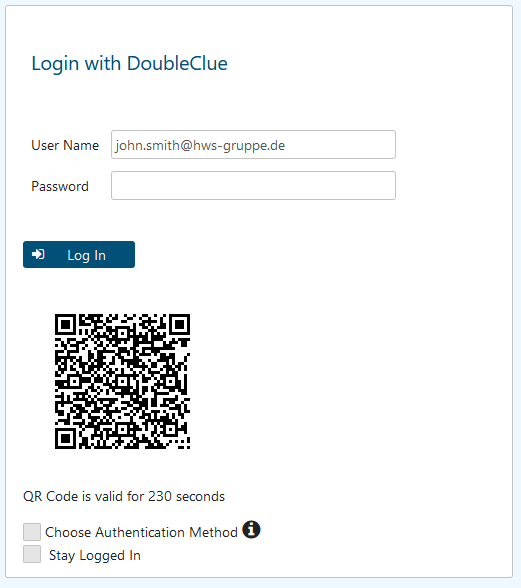 Login with DoubleClue
User Name john.smith@hws-gruppe.de
Password
Log In
QR Code is valid for 230 seconds
Choose Authentication Method
Stay Logged In